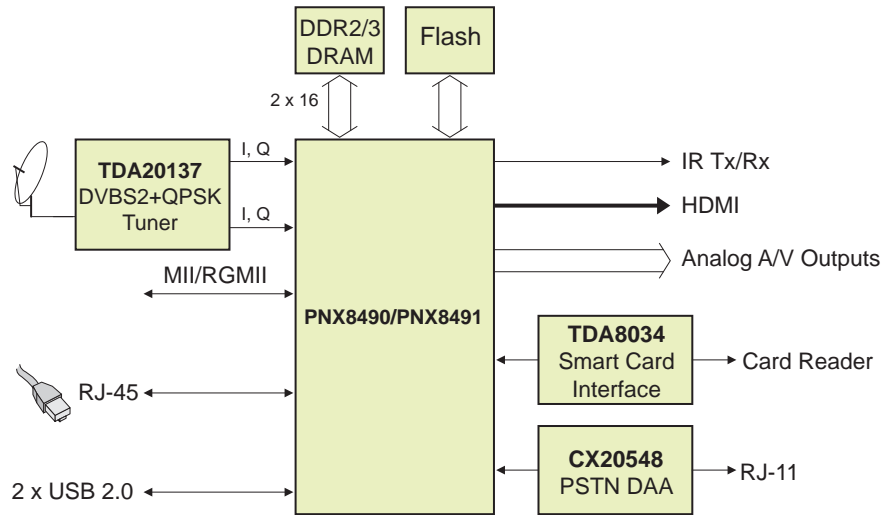 DDR2/3
DRAM
Flash
2 x 16
TDA20137
DVBS2+QPSK
Tuner
I, Q
I, Q
MII/RGMII
RJ-45
2 x USB 2.0
PNX8490/PNX8491
IR Tx/Rx
HDMI
Analog A/V Outputs
TDA8034
Smart Card
Interface
Card Reader
CX20548
PSTN DAA
RJ-11